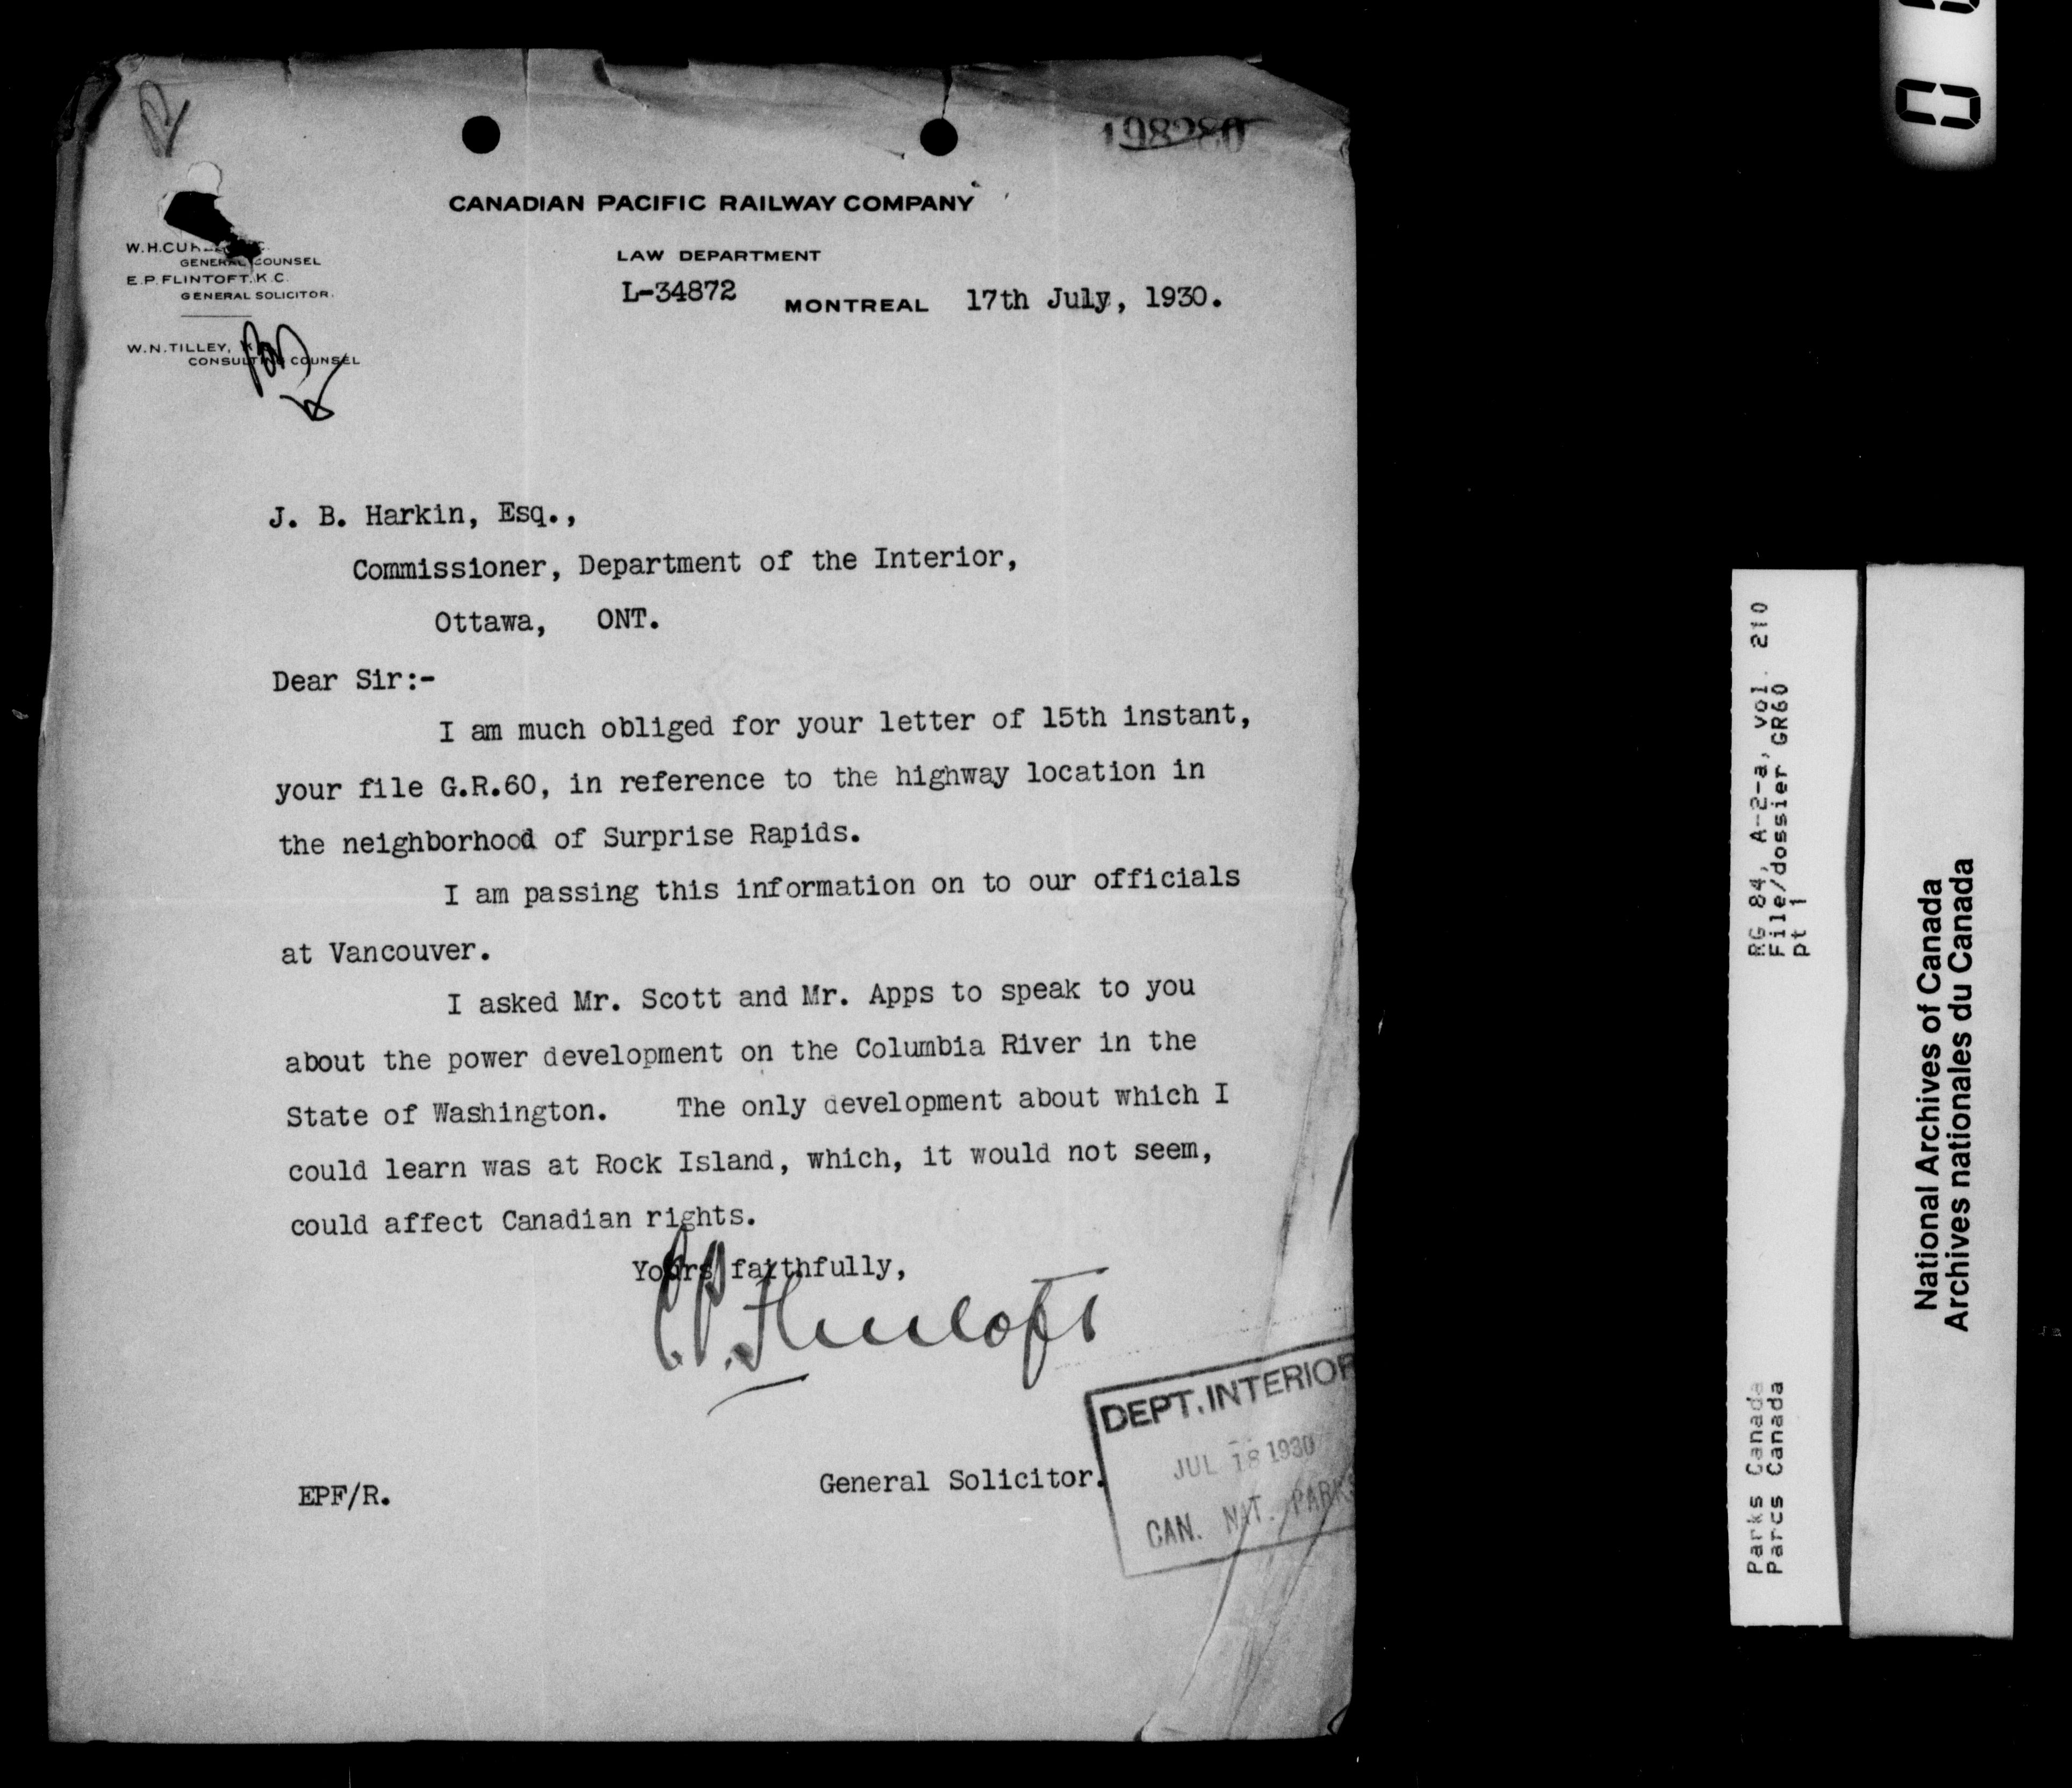 198280
CANADIAN PACIFIC RAILWAY COMPANY
LAW DEPARTMENT
W.H.CUR
GENERAL COUNSEL
E.P.FLINTOFT.K.C.
GENERAL SOLICITOR.
W.N.TILLEY, K
CONSULTING COUNSEL
L-34872
MONTREAL 17th July, 1930.
J. B. Harkin, Esq.,
Commissioner, Department of the Interior,
Ottawa, ONT.
Dear Sir:-
I am much obliged for your letter of 15th instant,
your file G.R.60, in reference to the highway location in
the neighborhood of Surprise Rapids.
I am passing this information on to our officials
at Vancouver.
I asked Mr. Scott and Mr. Apps to speak to you
about the power development on the Columbia River in the
State of Washington. The only development about which I
could learn was at Rock Island, which, it would not seem,
could affect Canadian rights.
Yours faithfully,
E.P. Flintoft
General Solicitor.
EPF/R.
DEPT. INTERIOR
JUL 18 1930
CAN. NAT. PARKS
RG 84, A-2-a, vol. 210
File/dossier GR60
pt 1
Parks Canada
Parcs Canada
National Archives of Canada
Archives nationales du Canada